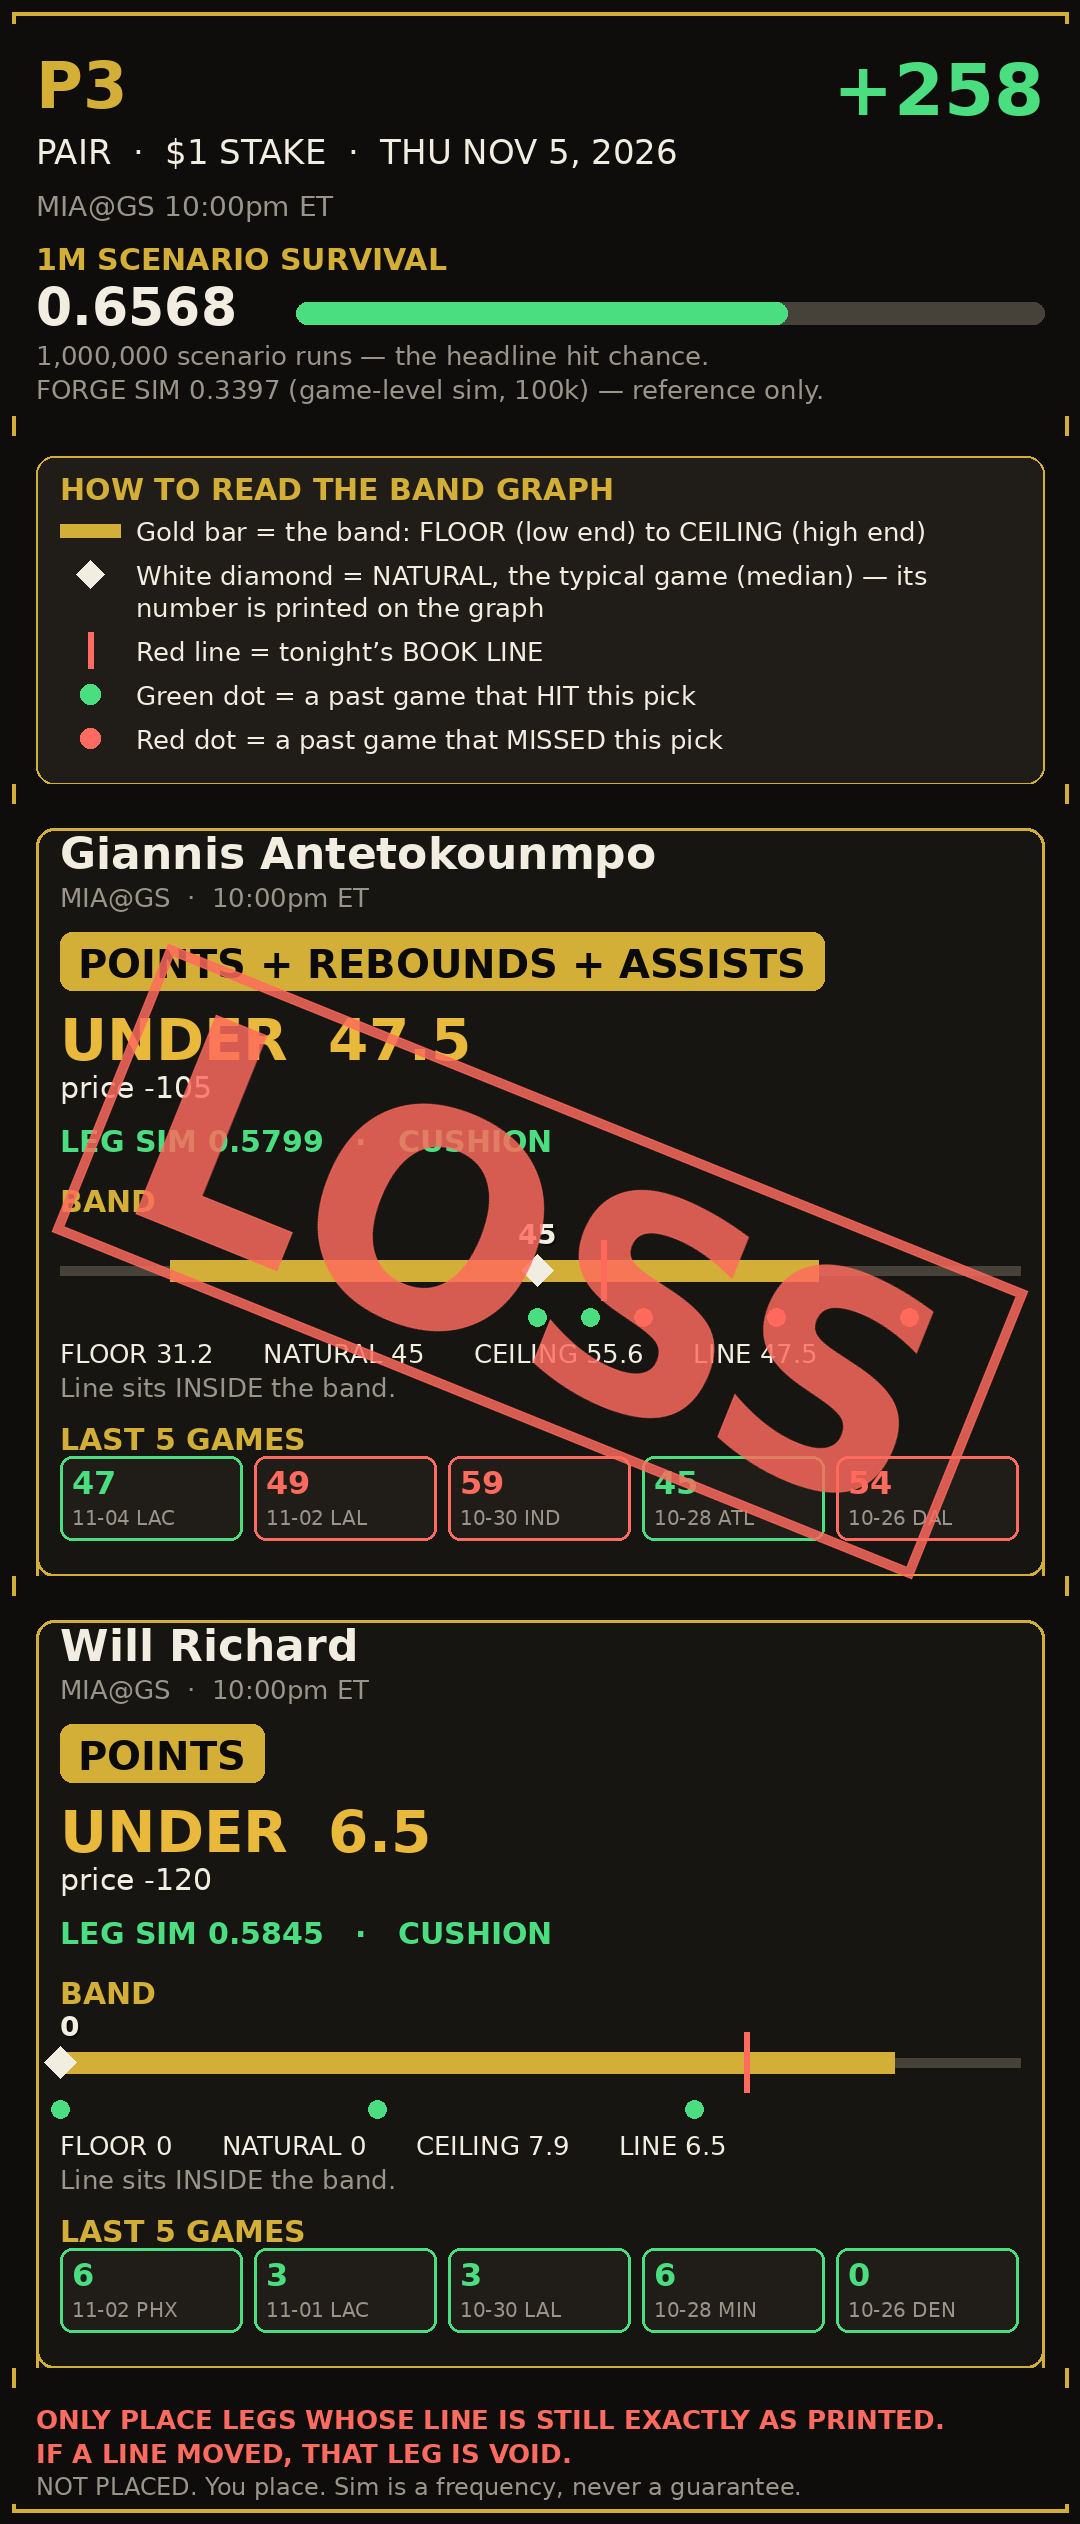 P3
+258
PAIR · $1 STAKE · THU NOV 5, 2026
MIA@GS 10:00pm ET
1M SCENARIO SURVIVAL
0.6568
1,000,000 scenario runs — the headline hit chance.
FORGE SIM 0.3397 (game-level sim, 100k) — reference only.
HOW TO READ THE BAND GRAPH
Gold bar = the band: FLOOR (low end) to CEILING (high end)
White diamond = NATURAL, the typical game (median) — its
number is printed on the graph
Red line = tonight’s BOOK LINE
Green dot = a past game that HIT this pick
Red dot = a past game that MISSED this pick
Giannis Antetokounmpo
MIA@GS · 10:00pm ET
POINTS + REBOUNDS + ASSISTS
UNDER 47.5
price -105
LEG SIM 0.5799 · CUSHION
BAND
45
FLOOR 31.2 NATURAL 45 CEILING 55.6 LINE 47.5
Line sits INSIDE the band.
LAST 5 GAMES
47 49 59 45 54
11-04 LAC 11-02 LAL 10-30 IND 10-28 ATL 10-26 DAL
LOSS
Will Richard
MIA@GS · 10:00pm ET
POINTS
UNDER 6.5
price -120
LEG SIM 0.5845 · CUSHION
BAND
0
FLOOR 0 NATURAL 0 CEILING 7.9 LINE 6.5
Line sits INSIDE the band.
LAST 5 GAMES
6 3 3 6 0
11-02 PHX 11-01 LAC 10-30 LAL 10-28 MIN 10-26 DEN
ONLY PLACE LEGS WHOSE LINE IS STILL EXACTLY AS PRINTED.
IF A LINE MOVED, THAT LEG IS VOID.
NOT PLACED. You place. Sim is a frequency, never a guarantee.